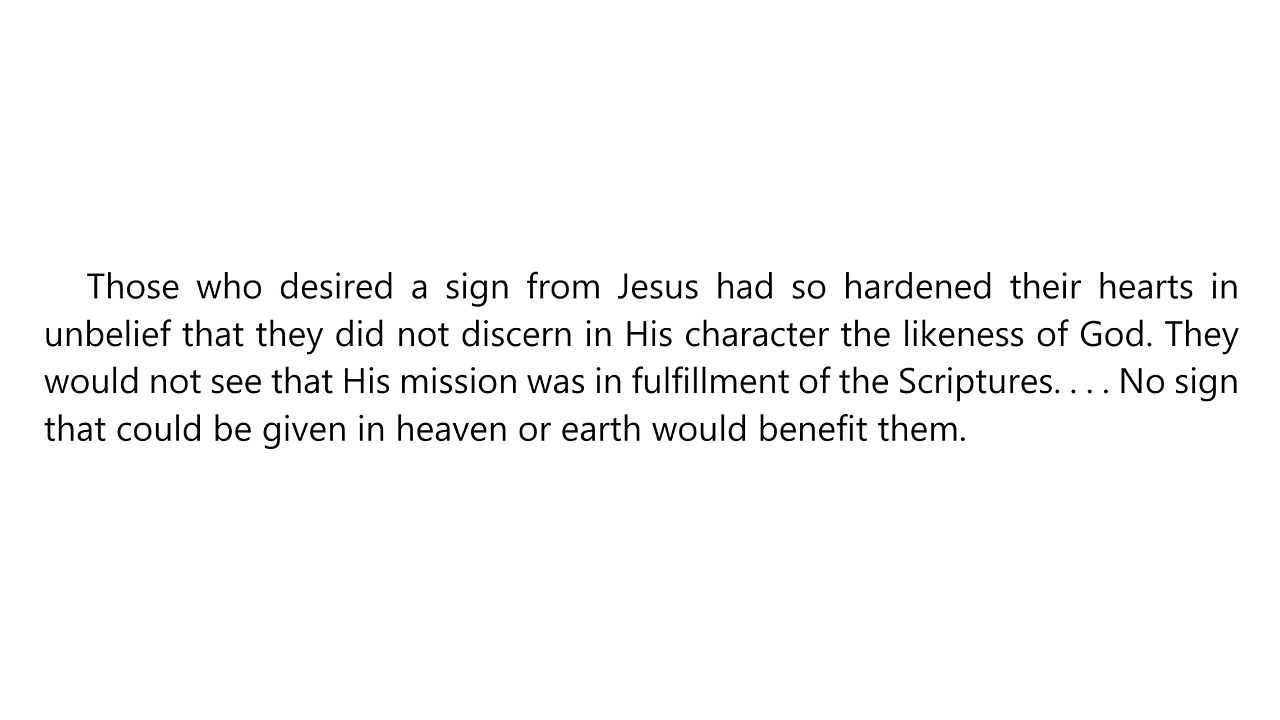 Those who desired a sign from Jesus had so hardened their hearts in
unbelief that they did not discern in His character the likeness of God. They
would not see that His mission was in fulfillment of the Scriptures. . . . No sign
that could be given in heaven or earth would benefit them.